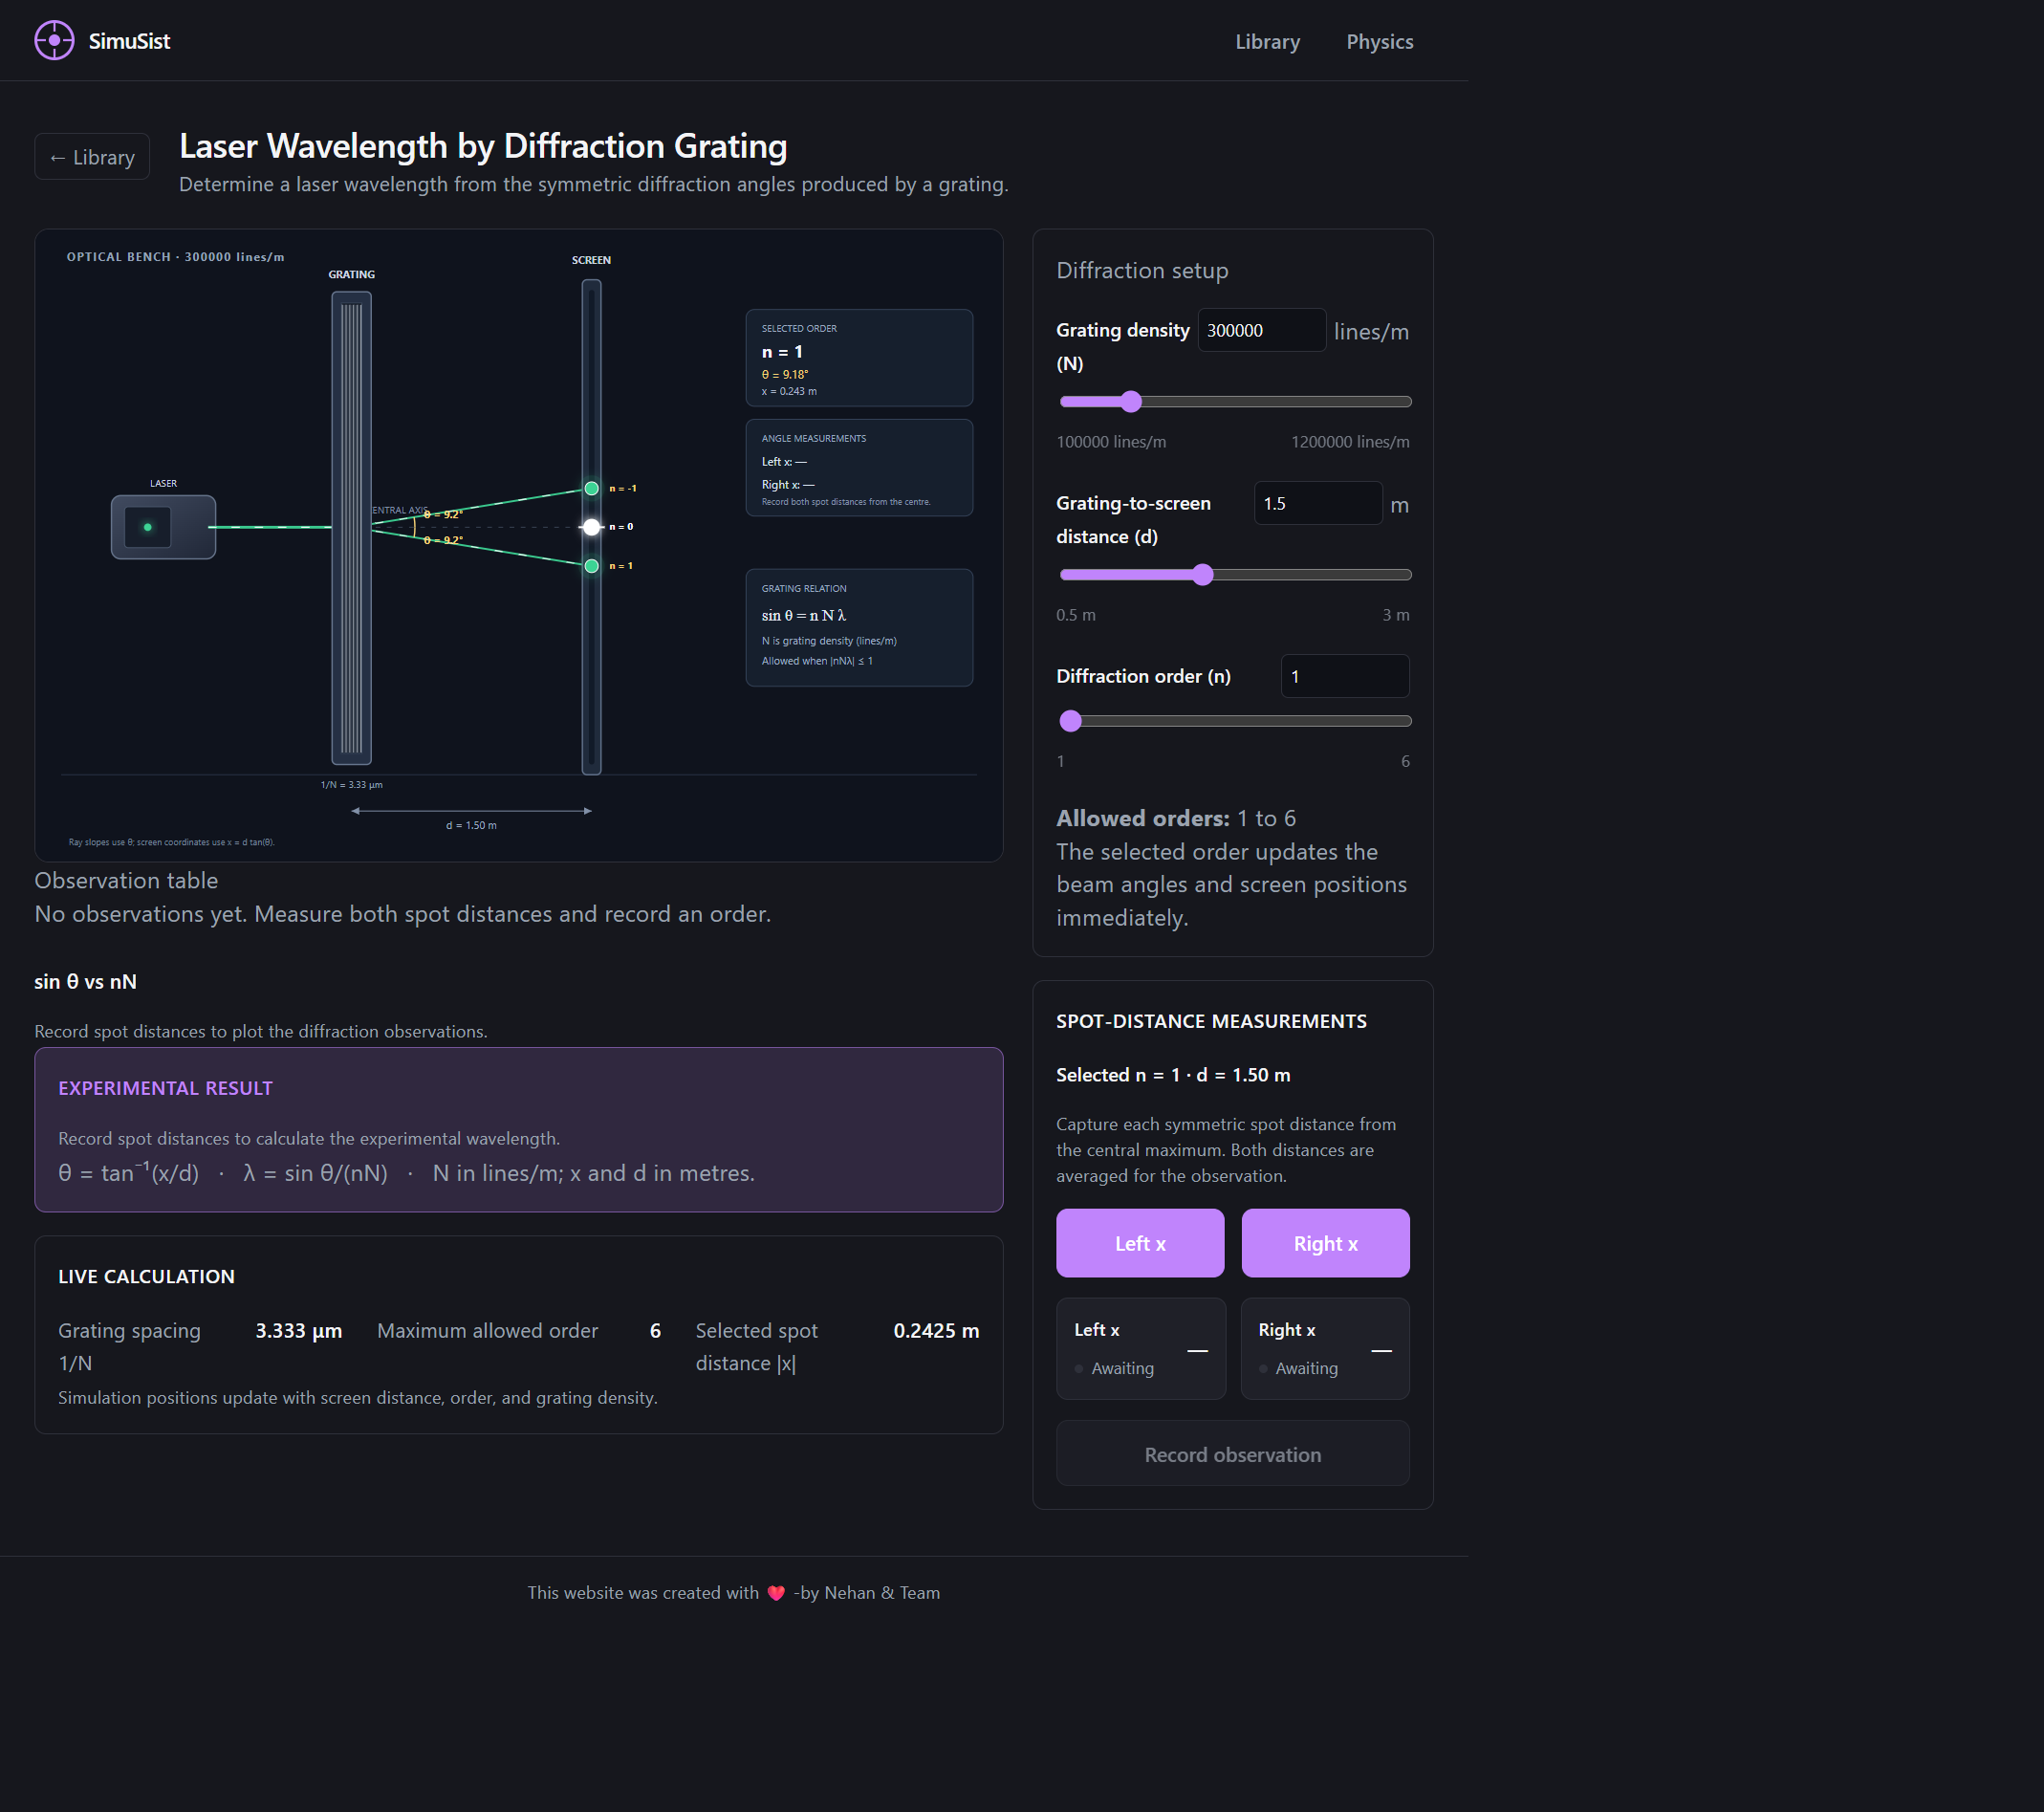 SimuSist
Library
Physics
← Library
Laser Wavelength by Diffraction Grating
Determine a laser wavelength from the symmetric diffraction angles produced by a grating.
OPTICAL BENCH · 300000 lines/m
GRATING
SCREEN
LASER
ENTRAL AXIS
θ = 9.2°
θ = 9.2°
n = -1
n = 0
n = 1
SELECTED ORDER
n = 1
θ = 9.18°
x = 0.243 m
ANGLE MEASUREMENTS
Left x: —
Right x: —
Record both spot distances from the centre.
GRATING RELATION
sin θ = n N λ
N is grating density (lines/m)
Allowed when |nNλ| ≤ 1
1/N = 3.33 μm
d = 1.50 m
Ray slopes use θ; screen coordinates use x = d tan(θ).
Observation table
No observations yet. Measure both spot distances and record an order.
sin θ vs nN
Record spot distances to plot the diffraction observations.
EXPERIMENTAL RESULT
Record spot distances to calculate the experimental wavelength.
θ = tan⁻¹(x/d) · λ = sin θ/(nN) · N in lines/m; x and d in metres.
LIVE CALCULATION
Grating spacing 1/N
3.333 μm
Maximum allowed order
6
Selected spot distance |x|
0.2425 m
Simulation positions update with screen distance, order, and grating density.
Diffraction setup
Grating density (N)
300000
lines/m
100000 lines/m
1200000 lines/m
Grating-to-screen distance (d)
1.5
m
0.5 m
3 m
Diffraction order (n)
1
1
6
Allowed orders: 1 to 6
The selected order updates the
beam angles and screen positions
immediately.
SPOT-DISTANCE MEASUREMENTS
Selected n = 1 · d = 1.50 m
Capture each symmetric spot distance from
the central maximum. Both distances are
averaged for the observation.
Left x
Right x
Left x
Awaiting
—
Right x
Awaiting
—
Record observation
This website was created with ❤️ -by Nehan & Team